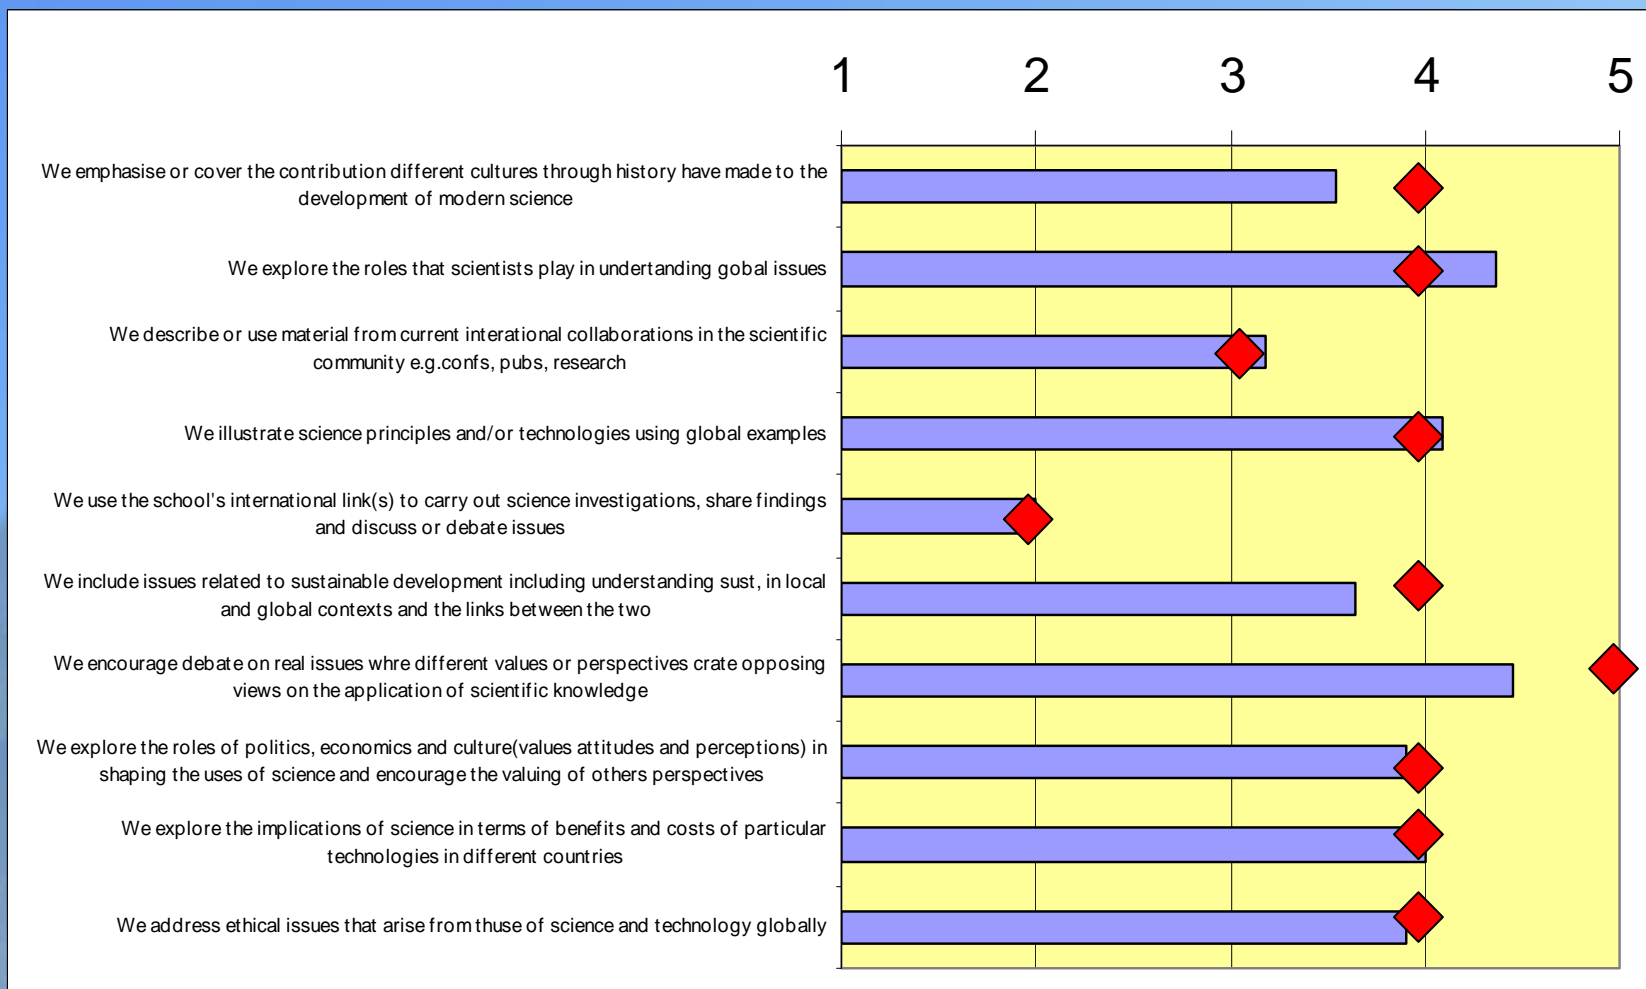 1 2 3 4 5
We emphasise or cover the contribution different cultures through history have made to the
development of modern science
We explore the roles that scientists play in undertanding gobal issues
We describe or use material from current interational collaborations in the scientific
community e.g.confs, pubs, research
We illustrate science principles and/or technologies using global examples
We use the school's international link(s) to carry out science investigations, share findings
and discuss or debate issues
We include issues related to sustainable development including understanding sust, in local
and global contexts and the links between the two
We encourage debate on real issues whre different values or perspectives crate opposing
views on the application of scientific knowledge
We explore the roles of politics, economics and culture(values attitudes and perceptions) in
shaping the uses of science and encourage the valuing of others perspectives
We explore the implications of science in terms of benefits and costs of particular
technologies in different countries
We address ethical issues that arise from thuse of science and technology globally